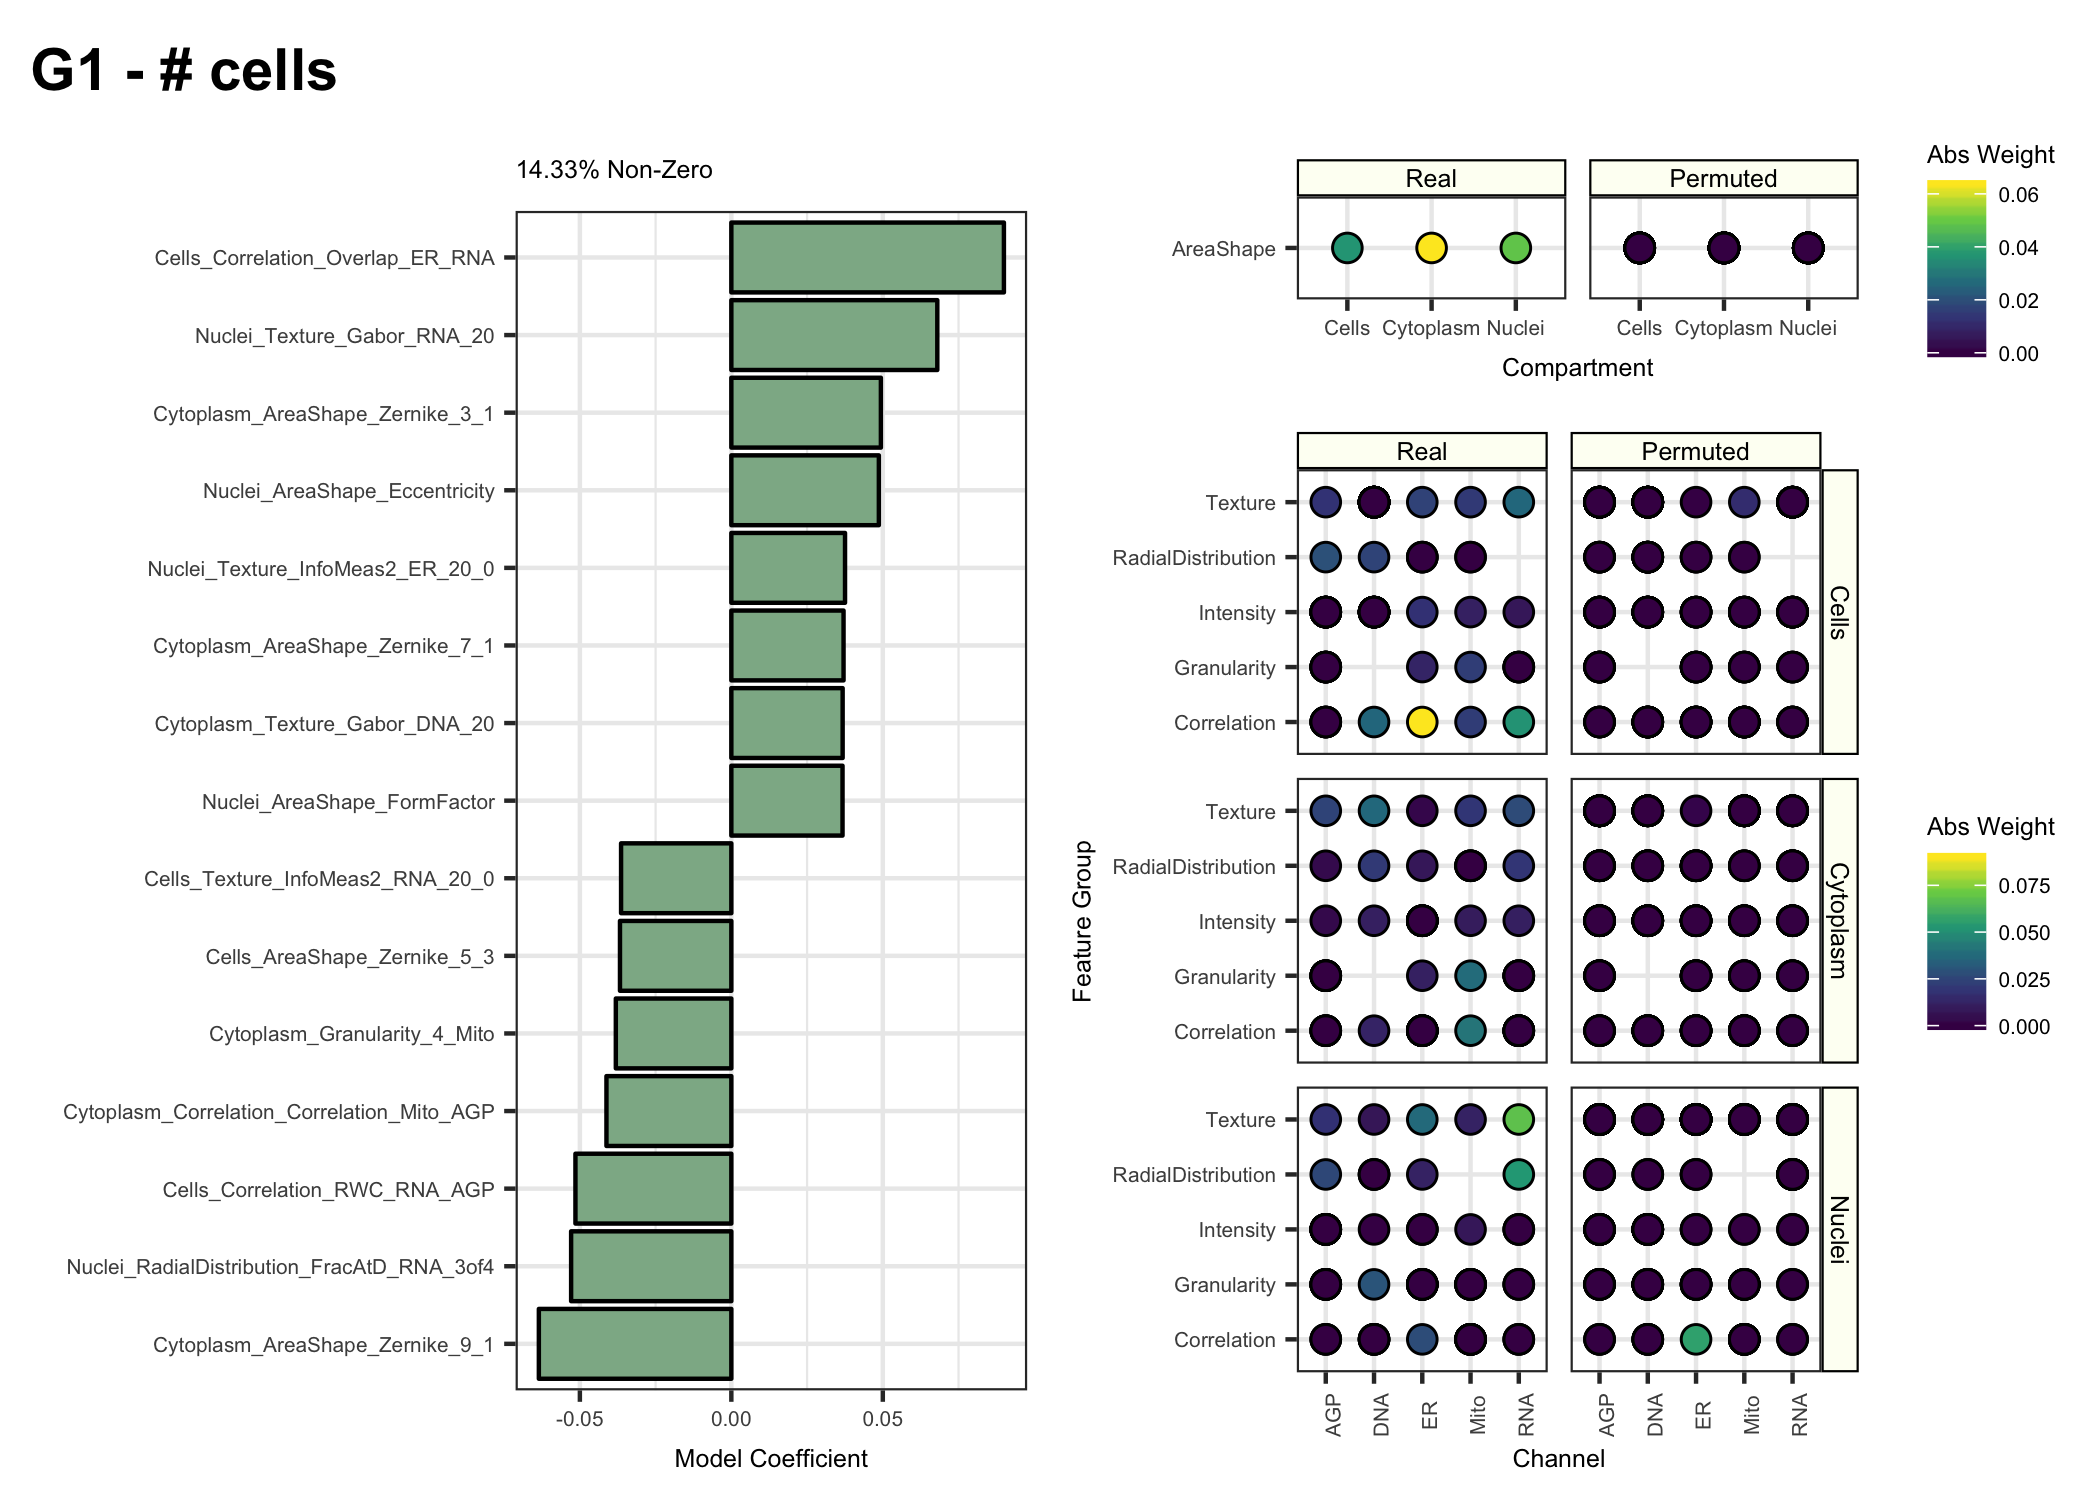 G1 - # cells
14.33% Non-Zero
Cells_Correlation_Overlap_ER_RNA
Nuclei_Texture_Gabor_RNA_20
Cytoplasm_AreaShape_Zernike_3_1
Nuclei_AreaShape_Eccentricity
Nuclei_Texture_InfoMeas2_ER_20_0
Cytoplasm_AreaShape_Zernike_7_1
Cytoplasm_Texture_Gabor_DNA_20
Nuclei_AreaShape_FormFactor
Cells_Texture_InfoMeas2_RNA_20_0
Cells_AreaShape_Zernike_5_3
Cytoplasm_Granularity_4_Mito
Cytoplasm_Correlation_Correlation_Mito_AGP
Cells_Correlation_RWC_RNA_AGP
Nuclei_RadialDistribution_FracAtD_RNA_3of4
Cytoplasm_AreaShape_Zernike_9_1
-0.05 0.00 0.05
Model Coefficient
Real Permuted
AreaShape
Cells Cytoplasm Nuclei Cells Cytoplasm Nuclei
Compartment
Abs Weight
0.06
0.04
0.02
0.00
Feature Group
Real Permuted
Texture
RadialDistribution
Intensity
Granularity
Correlation
Cells
Texture
RadialDistribution
Intensity
Granularity
Correlation
Cytoplasm
Texture
RadialDistribution
Intensity
Granularity
Correlation
Nuclei
AGP DNA ER Mito RNA AGP DNA ER Mito RNA
Channel
Abs Weight
0.075
0.050
0.025
0.000